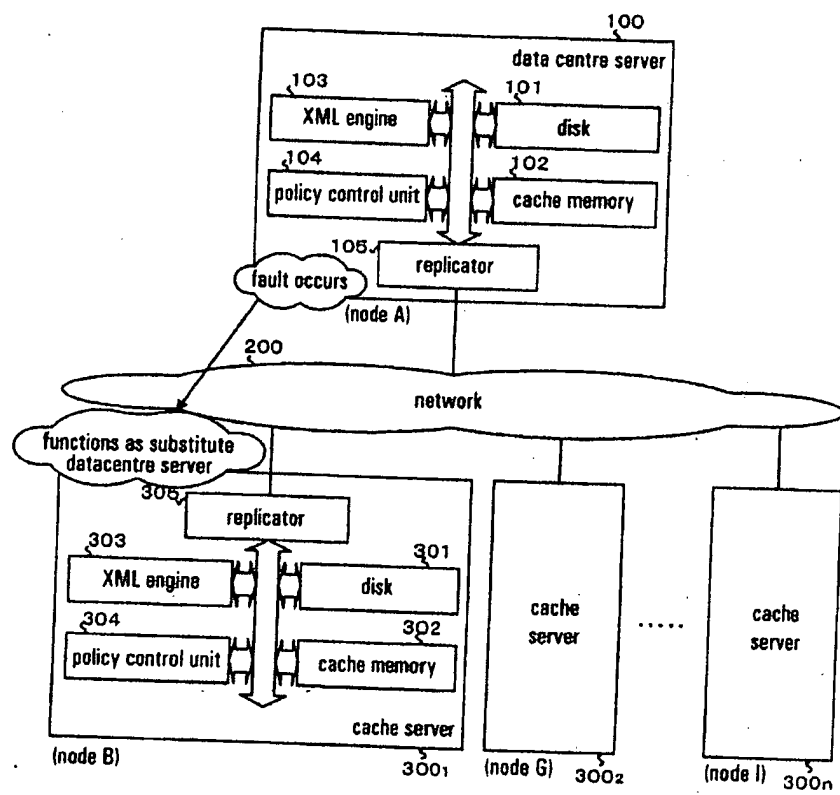 100
data centre server
103
101
XML engine
disk
104
102
policy control unit
cache memory
105
replicator
fault occurs
(node A)
200
network
functions as substitute
datacentre server
305
replicator
303
301
XML engine
disk
304
302
policy control unit
cache memory
cache server
(node B)
300₁
cache
server
(node G)
300₂
.....
cache
server
(node I)
300n